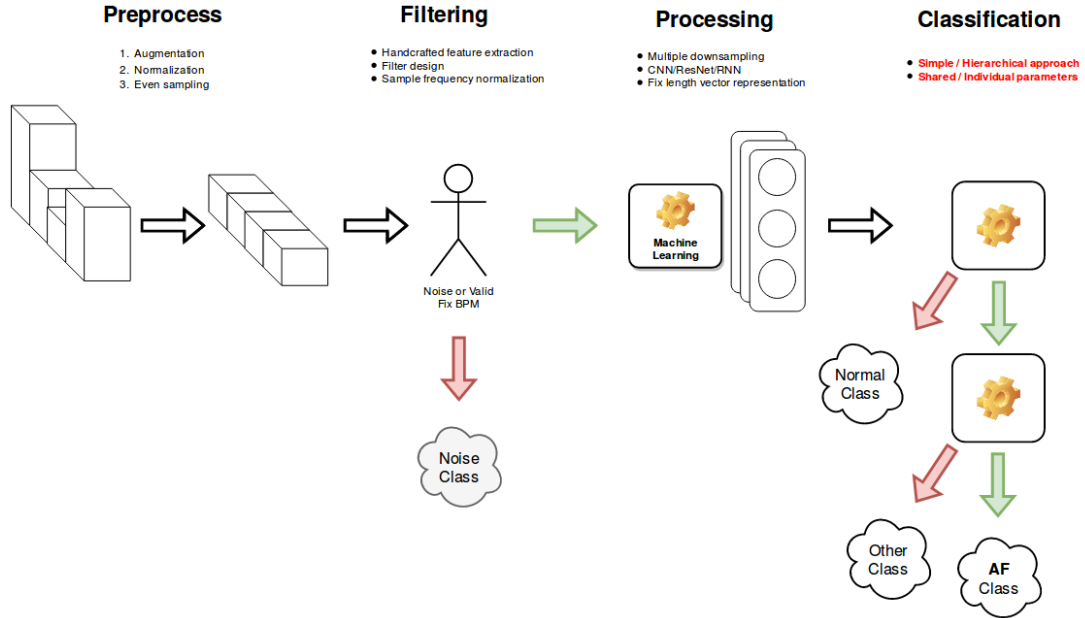 Preprocess
1. Augmentation
2. Normalization
3. Even sampling
Filtering
● Handcrafted feature extraction
● Filter design
● Sample frequency normalization
Processing
● Multiple downsampling
● CNN/ResNet/RNN
● Fix length vector representation
Classification
● Simple / Hierarchical approach
● Shared / Individual parameters
Noise or Valid
Fix BPM
Machine
Learning
Noise
Class
Normal
Class
Other
Class
AF
Class